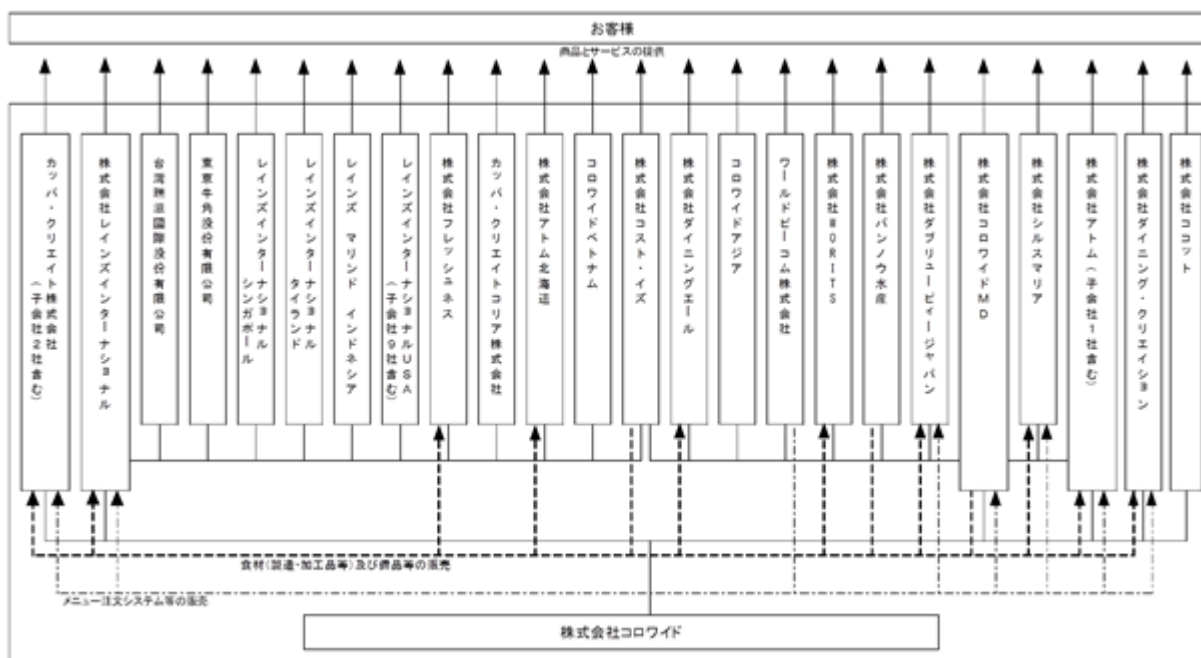 お客様
商品とサービスの提供
カッパ・クリエイト株式会社
(子会社2社含む)
株式会社レインズインターナショナル
台湾瑞滋國際股份有限公司
東京牛角股份有限公司
レインズインターナショナル
シンガポール
レインズインターナショナル
タイランド
レインズ マリンド インドネシア
レインズインターナショナルUSA
(子会社9社含む)
株式会社フレッシュネス
カッパ・クリエイトコリア株式会社
株式会社アトム北海道
コロワイドベトナム
株式会社コスト・イズ
株式会社ダイニングエール
コロワイドアジア
ワールドピーコム株式会社
株式会社WORITS
株式会社バンノウ水産
株式会社ダブリューピィージャパン
株式会社コロワイドMD
株式会社シルスマリア
株式会社アトム(子会社1社含む)
株式会社ダイニング・クリエイション
株式会社ココット
食材(製造・加工品等)及び備品等の販売
メニュー注文システム等の販売
株式会社コロワイド